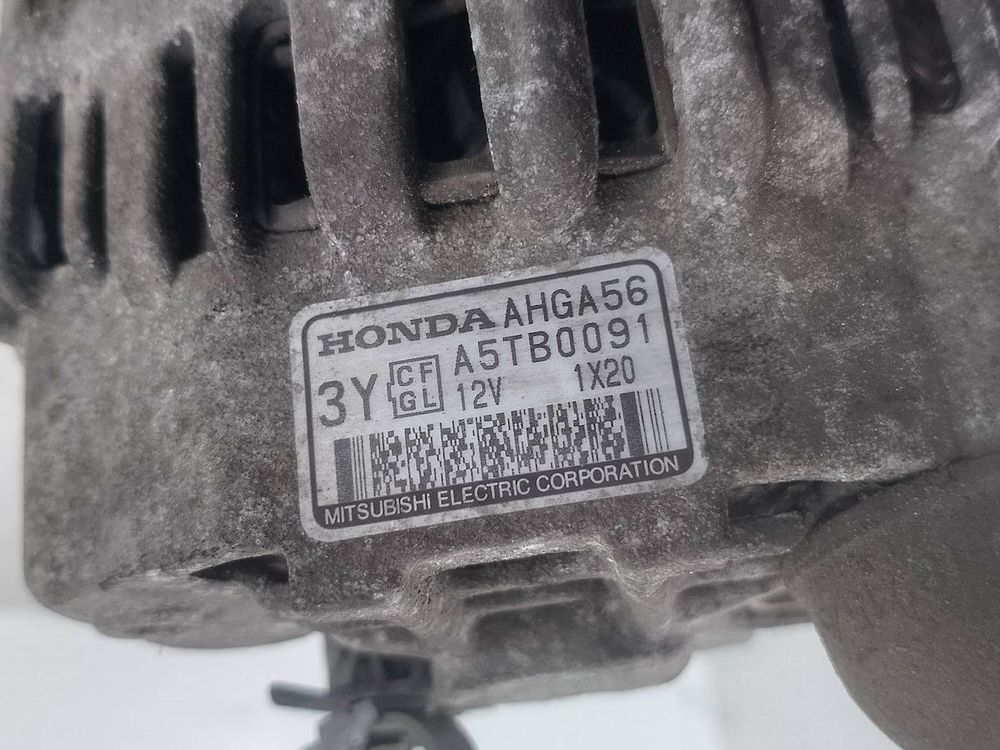 HONDA AHGA56
3Y CF GL A5TB0091
12V 1X20
MITSUBISHI ELECTRIC CORPORATION